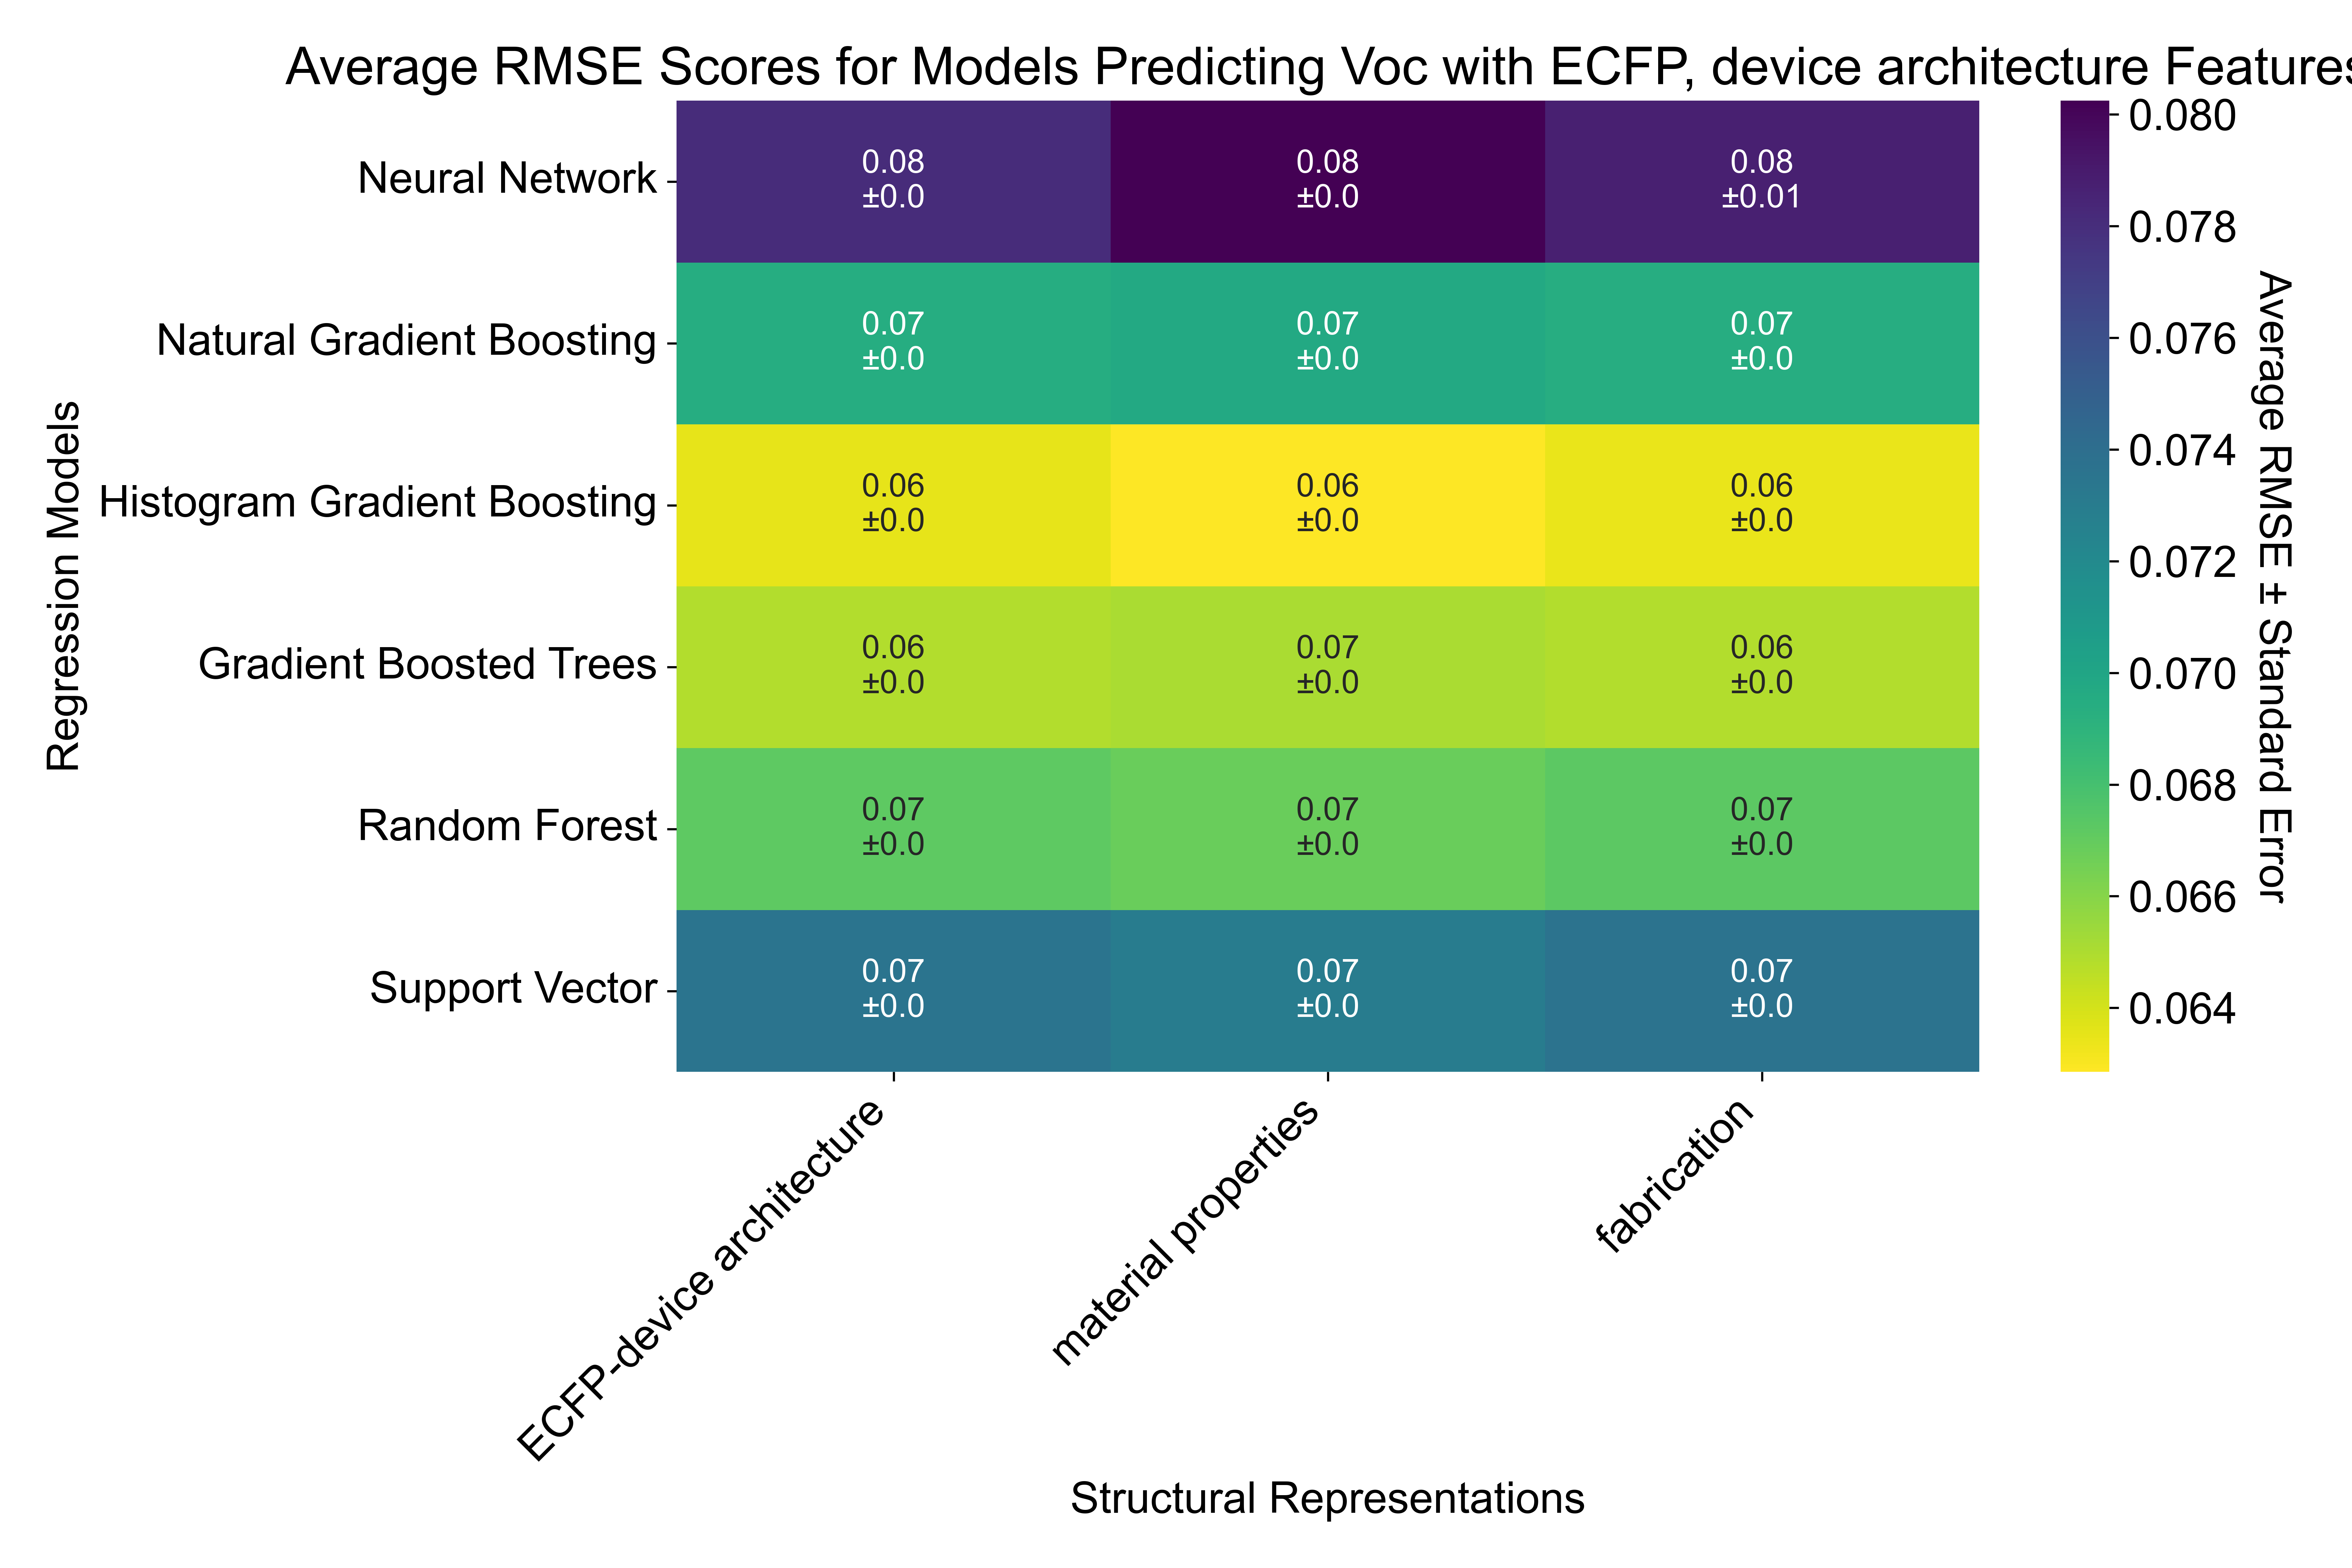 Average RMSE Scores for Models Predicting Voc with ECFP, device architecture Features
Regression Models
Neural Network
Natural Gradient Boosting
Histogram Gradient Boosting
Gradient Boosted Trees
Random Forest
Support Vector
0.08 0.08 0.08
±0.0 ±0.0 ±0.01
0.07 0.07 0.07
±0.0 ±0.0 ±0.0
0.06 0.06 0.06
±0.0 ±0.0 ±0.0
0.06 0.07 0.06
±0.0 ±0.0 ±0.0
0.07 0.07 0.07
±0.0 ±0.0 ±0.0
0.07 0.07 0.07
±0.0 ±0.0 ±0.0
ECFP-device architecture
material properties
fabrication
Structural Representations
0.080
0.078
0.076
0.074
0.072
0.070
0.068
0.066
0.064
Average RMSE ± Standard Error